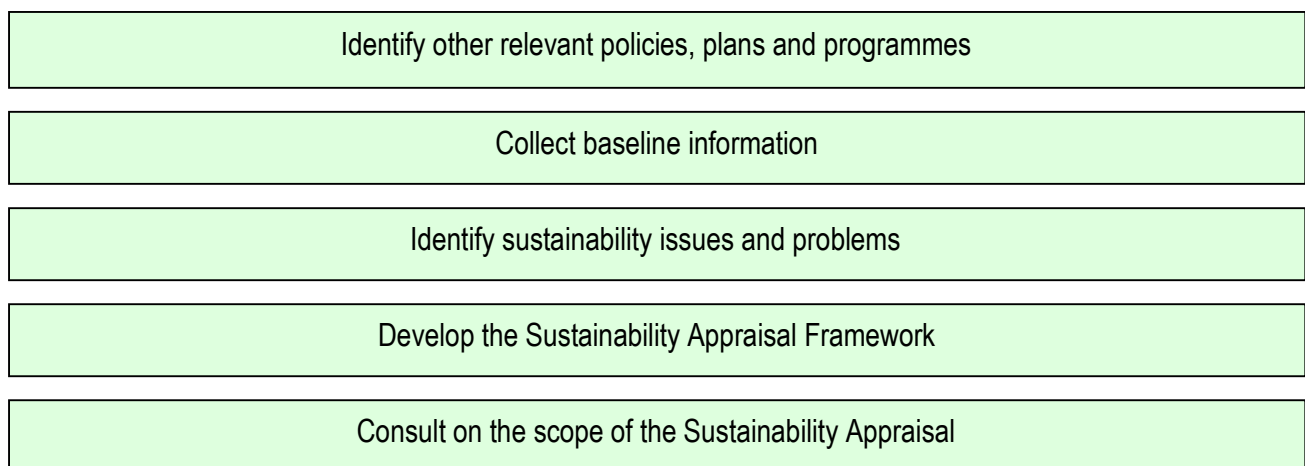 Identify other relevant policies, plans and programmes
Collect baseline information
Identify sustainability issues and problems
Develop the Sustainability Appraisal Framework
Consult on the scope of the Sustainability Appraisal